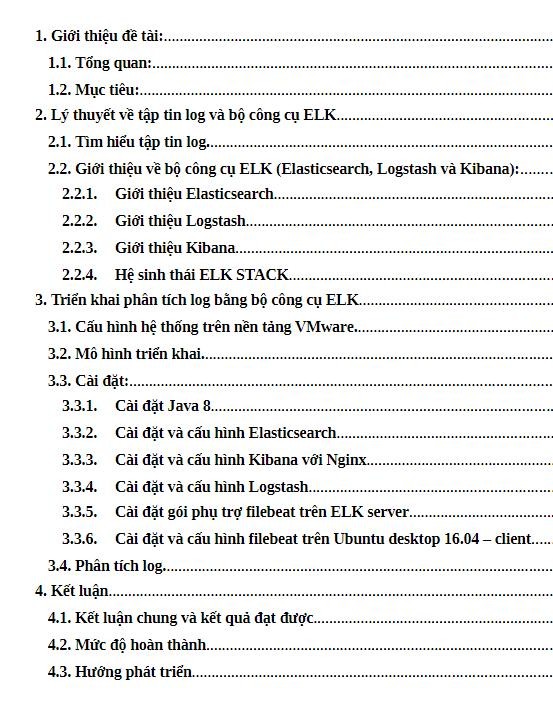 1. Giới thiệu đề tài:
1.1. Tổng quan:
1.2. Mục tiêu:
2. Lý thuyết về tập tin log và bộ công cụ ELK
2.1. Tìm hiểu tập tin log.
2.2. Giới thiệu về bộ công cụ ELK (Elasticsearch, Logstash và Kibana):
2.2.1. Giới thiệu Elasticsearch
2.2.2. Giới thiệu Logstash
2.2.3. Giới thiệu Kibana
2.2.4. Hệ sinh thái ELK STACK
3. Triển khai phân tích log bằng bộ công cụ ELK
3.1. Cấu hình hệ thống trên nền tảng VMware.
3.2. Mô hình triển khai.
3.3. Cài đặt:
3.3.1. Cài đặt Java 8
3.3.2. Cài đặt và cấu hình Elasticsearch
3.3.3. Cài đặt và cấu hình Kibana với Nginx
3.3.4. Cài đặt và cấu hình Logstash
3.3.5. Cài đặt gói phụ trợ filebeat trên ELK server
3.3.6. Cài đặt và cấu hình filebeat trên Ubuntu desktop 16.04 – client
3.4. Phân tích log.
4. Kết luận
4.1. Kết luận chung và kết quả đạt được
4.2. Mức độ hoàn thành
4.3. Hướng phát triển